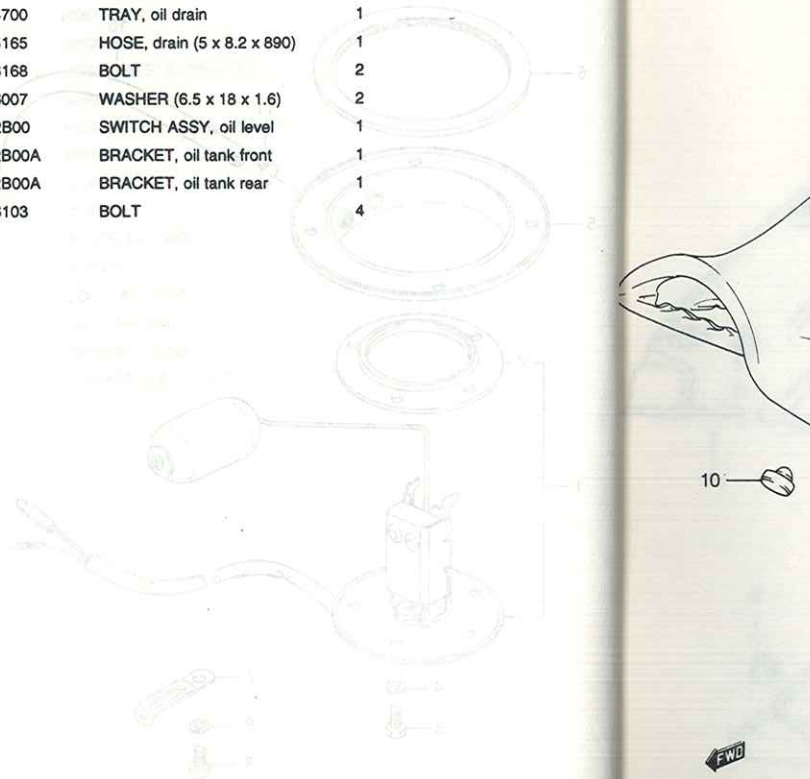 700 TRAY, oil drain 1
165 HOSE, drain (5 x 8.2 x 890) 1
168 BOLT 2
007 WASHER (6.5 x 18 x 1.6) 2
B00 SWITCH ASSY, oil level 1
B00A BRACKET, oil tank front 1
B00A BRACKET, oil tank rear 1
103 BOLT 4
10
FWD